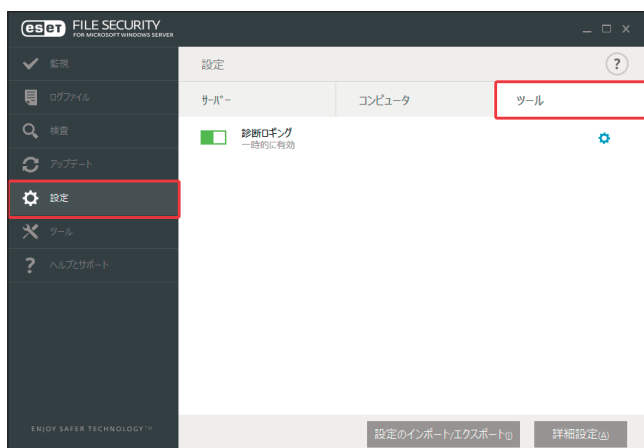 eset FILE SECURITY
FOR MICROSOFT WINDOWS SERVER
監視
ログファイル
検査
アップデート
設定
ツール
ヘルプとサポート
ENJOY SAFER TECHNOLOGY™
設定
?
サーバー
コンピュータ
ツール
診断ロギング
一時的に有効
設定のインポート/エクスポート(I)
詳細設定(A)